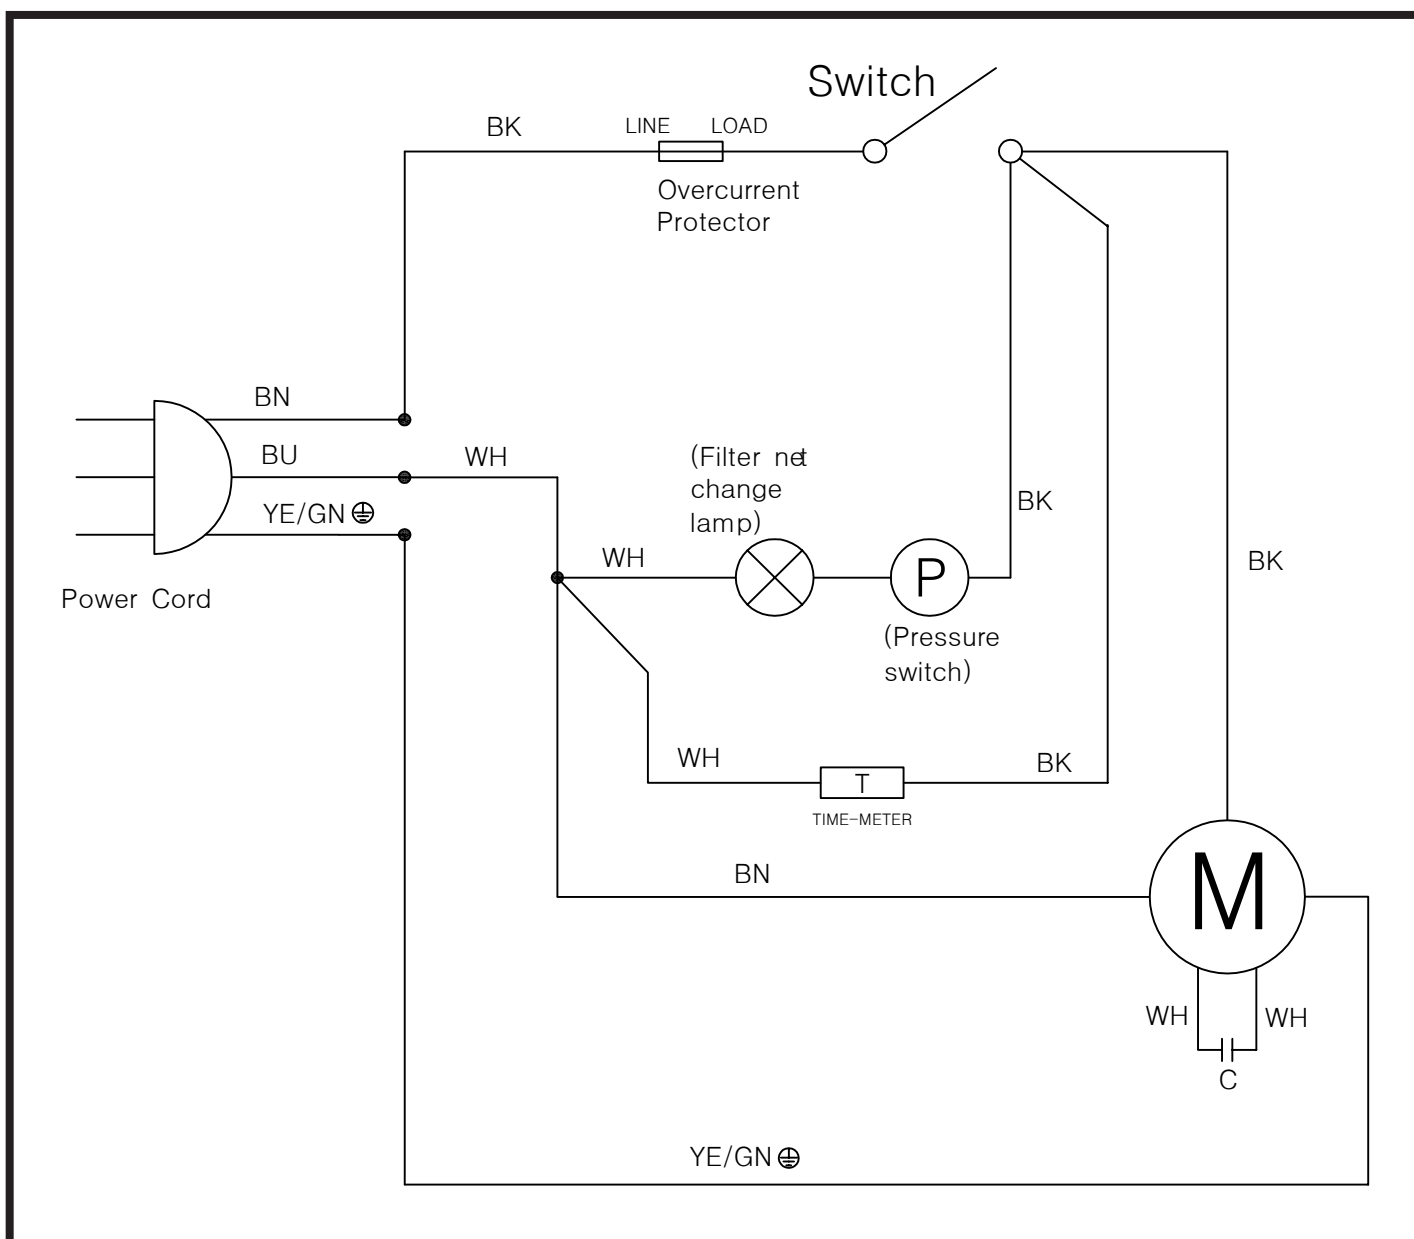 Switch
BK
LINE
LOAD
Overcurrent
Protector
BN
BU
WH
YE/GN
Power Cord
(Filter net
change
lamp)
WH
BK
P
(Pressure
switch)
BK
WH
T
BK
TIME-METER
BN
M
WH
WH
C
YE/GN